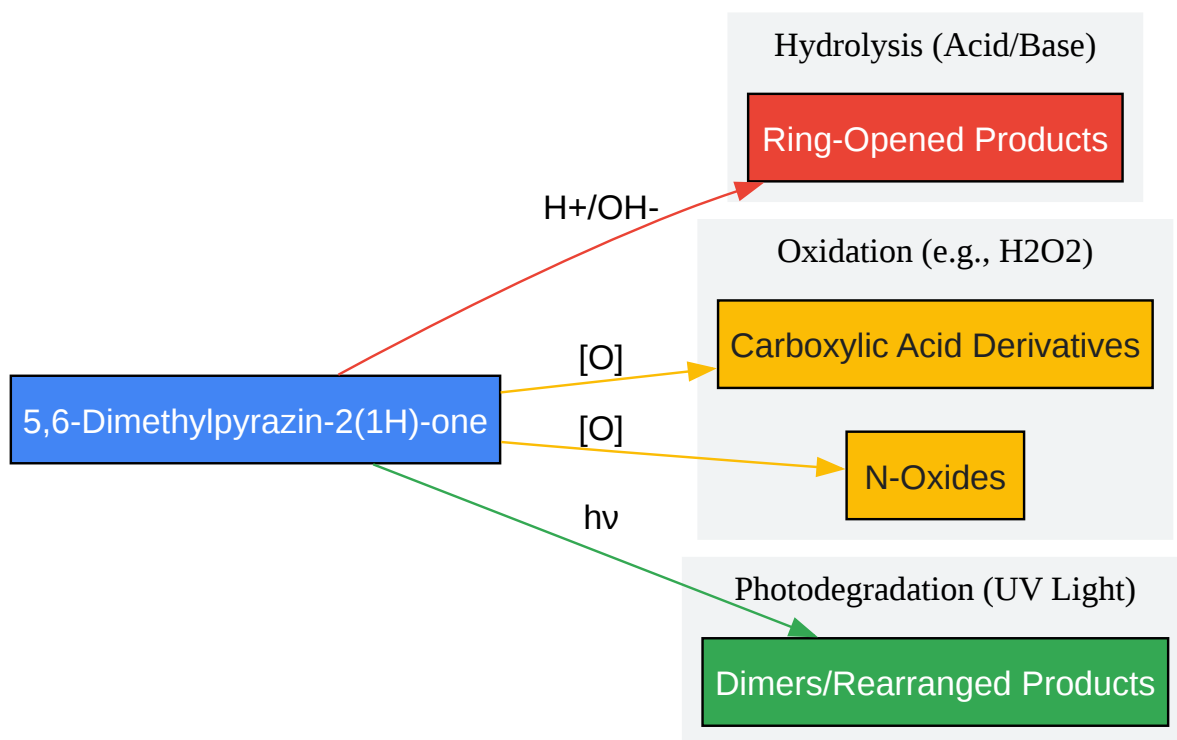 Hydrolysis (Acid/Base)
Ring-Opened Products
H+/OH-
Oxidation (e.g., H2O2)
Carboxylic Acid Derivatives
[O]
5,6-Dimethylpyrazin-2(1H)-one
[O]
N-Oxides
hν
Photodegradation (UV Light)
Dimers/Rearranged Products